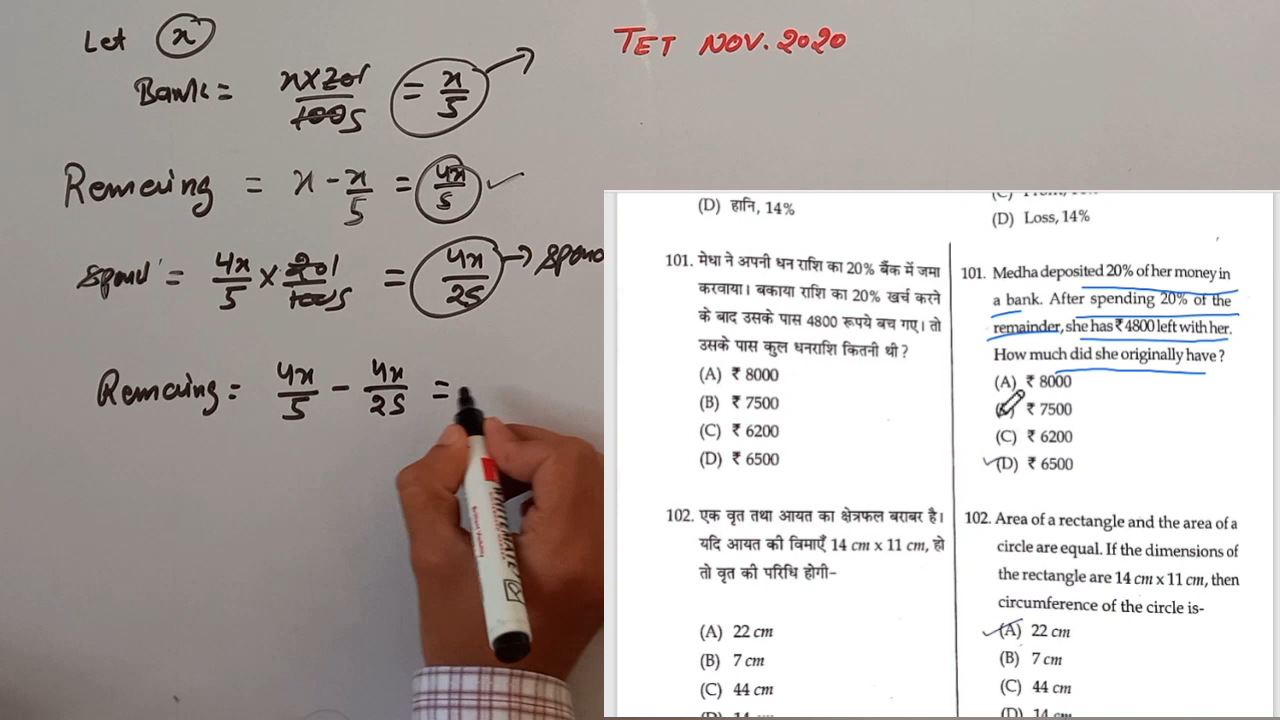 Let x
Bank = x × 20 1 / 100 5 = x/5
Remaing = x - x/5 = 4x/5
Spend = 4x/5 × 20 1 / 100 5 = 4x/25 → Spend
Remaing = 4x/5 - 4x/25 =
TET NOV. 2020
(D) हानि, 14%
101. मेधा ने अपनी धन राशि का 20% बैंक में जमा
करवाया। बकाया राशि का 20% खर्च करने
के बाद उसके पास 4800 रूपये बच गए। तो
उसके पास कुल धनराशि कितनी थी?
(A) ₹ 8000
(B) ₹ 7500
(C) ₹ 6200
(D) ₹ 6500
102. एक वृत तथा आयत का क्षेत्रफल बराबर है।
यदि आयत की विमाएँ 14 cm x 11 cm, हो
तो वृत की परिधि होगी-
(A) 22 cm
(B) 7 cm
(C) 44 cm
(D) Loss, 14%
101. Medha deposited 20% of her money in
a bank. After spending 20% of the
remainder, she has ₹ 4800 left with her.
How much did she originally have?
(A) ₹ 8000
₹ 7500
(C) ₹ 6200
(D) ₹ 6500
102. Area of a rectangle and the area of a
circle are equal. If the dimensions of
the rectangle are 14 cm x 11 cm, then
circumference of the circle is-
(A) 22 cm
(B) 7 cm
(C) 44 cm
(D) 14 cm